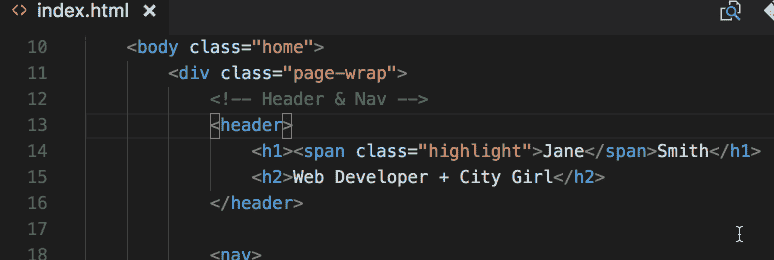 <> index.html ×
10 <body class="home">
11 <div class="page-wrap">
12 <!-- Header & Nav -->
13 <header>
14 <h1><span class="highlight">Jane</span>Smith</h1>
15 <h2>Web Developer + City Girl</h2>
16 </header>
17
18 <nav>